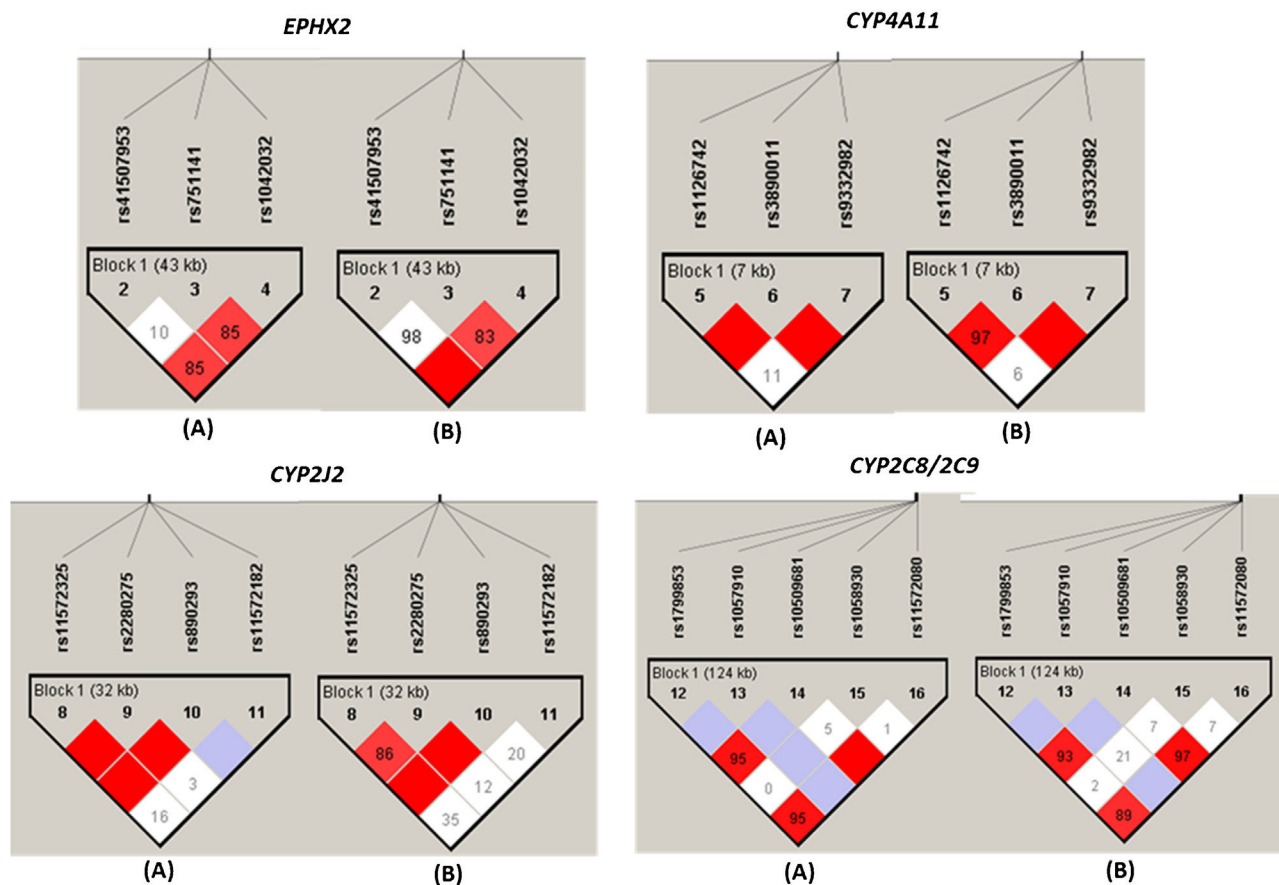 EPHX2
CYP4A11
rs41507953
rs751141
rs1042032
rs41507953
rs751141
rs1042032
rs1126742
rs3890011
rs9332982
rs1126742
rs3890011
rs9332982
Block 1 (43 kb)
2 3 4
10 85
85
Block 1 (43 kb)
2 3 4
98 83
Block 1 (7 kb)
5 6 7
11
Block 1 (7 kb)
5 6 7
97
6
(A)
(B)
(A)
(B)
CYP2J2
CYP2C8/2C9
rs11572325
rs2280275
rs890293
rs11572182
rs11572325
rs2280275
rs890293
rs11572182
rs1799853
rs1057910
rs10509681
rs1058930
rs11572080
rs1799853
rs1057910
rs10509681
rs1058930
rs11572080
Block 1 (32 kb)
8 9 10 11
3
16
Block 1 (32 kb)
8 9 10 11
86 20
12
35
Block 1 (124 kb)
12 13 14 15 16
5 1
95
0
95
Block 1 (124 kb)
12 13 14 15 16
7 7
93 21 97
2
89
(A)
(B)
(A)
(B)